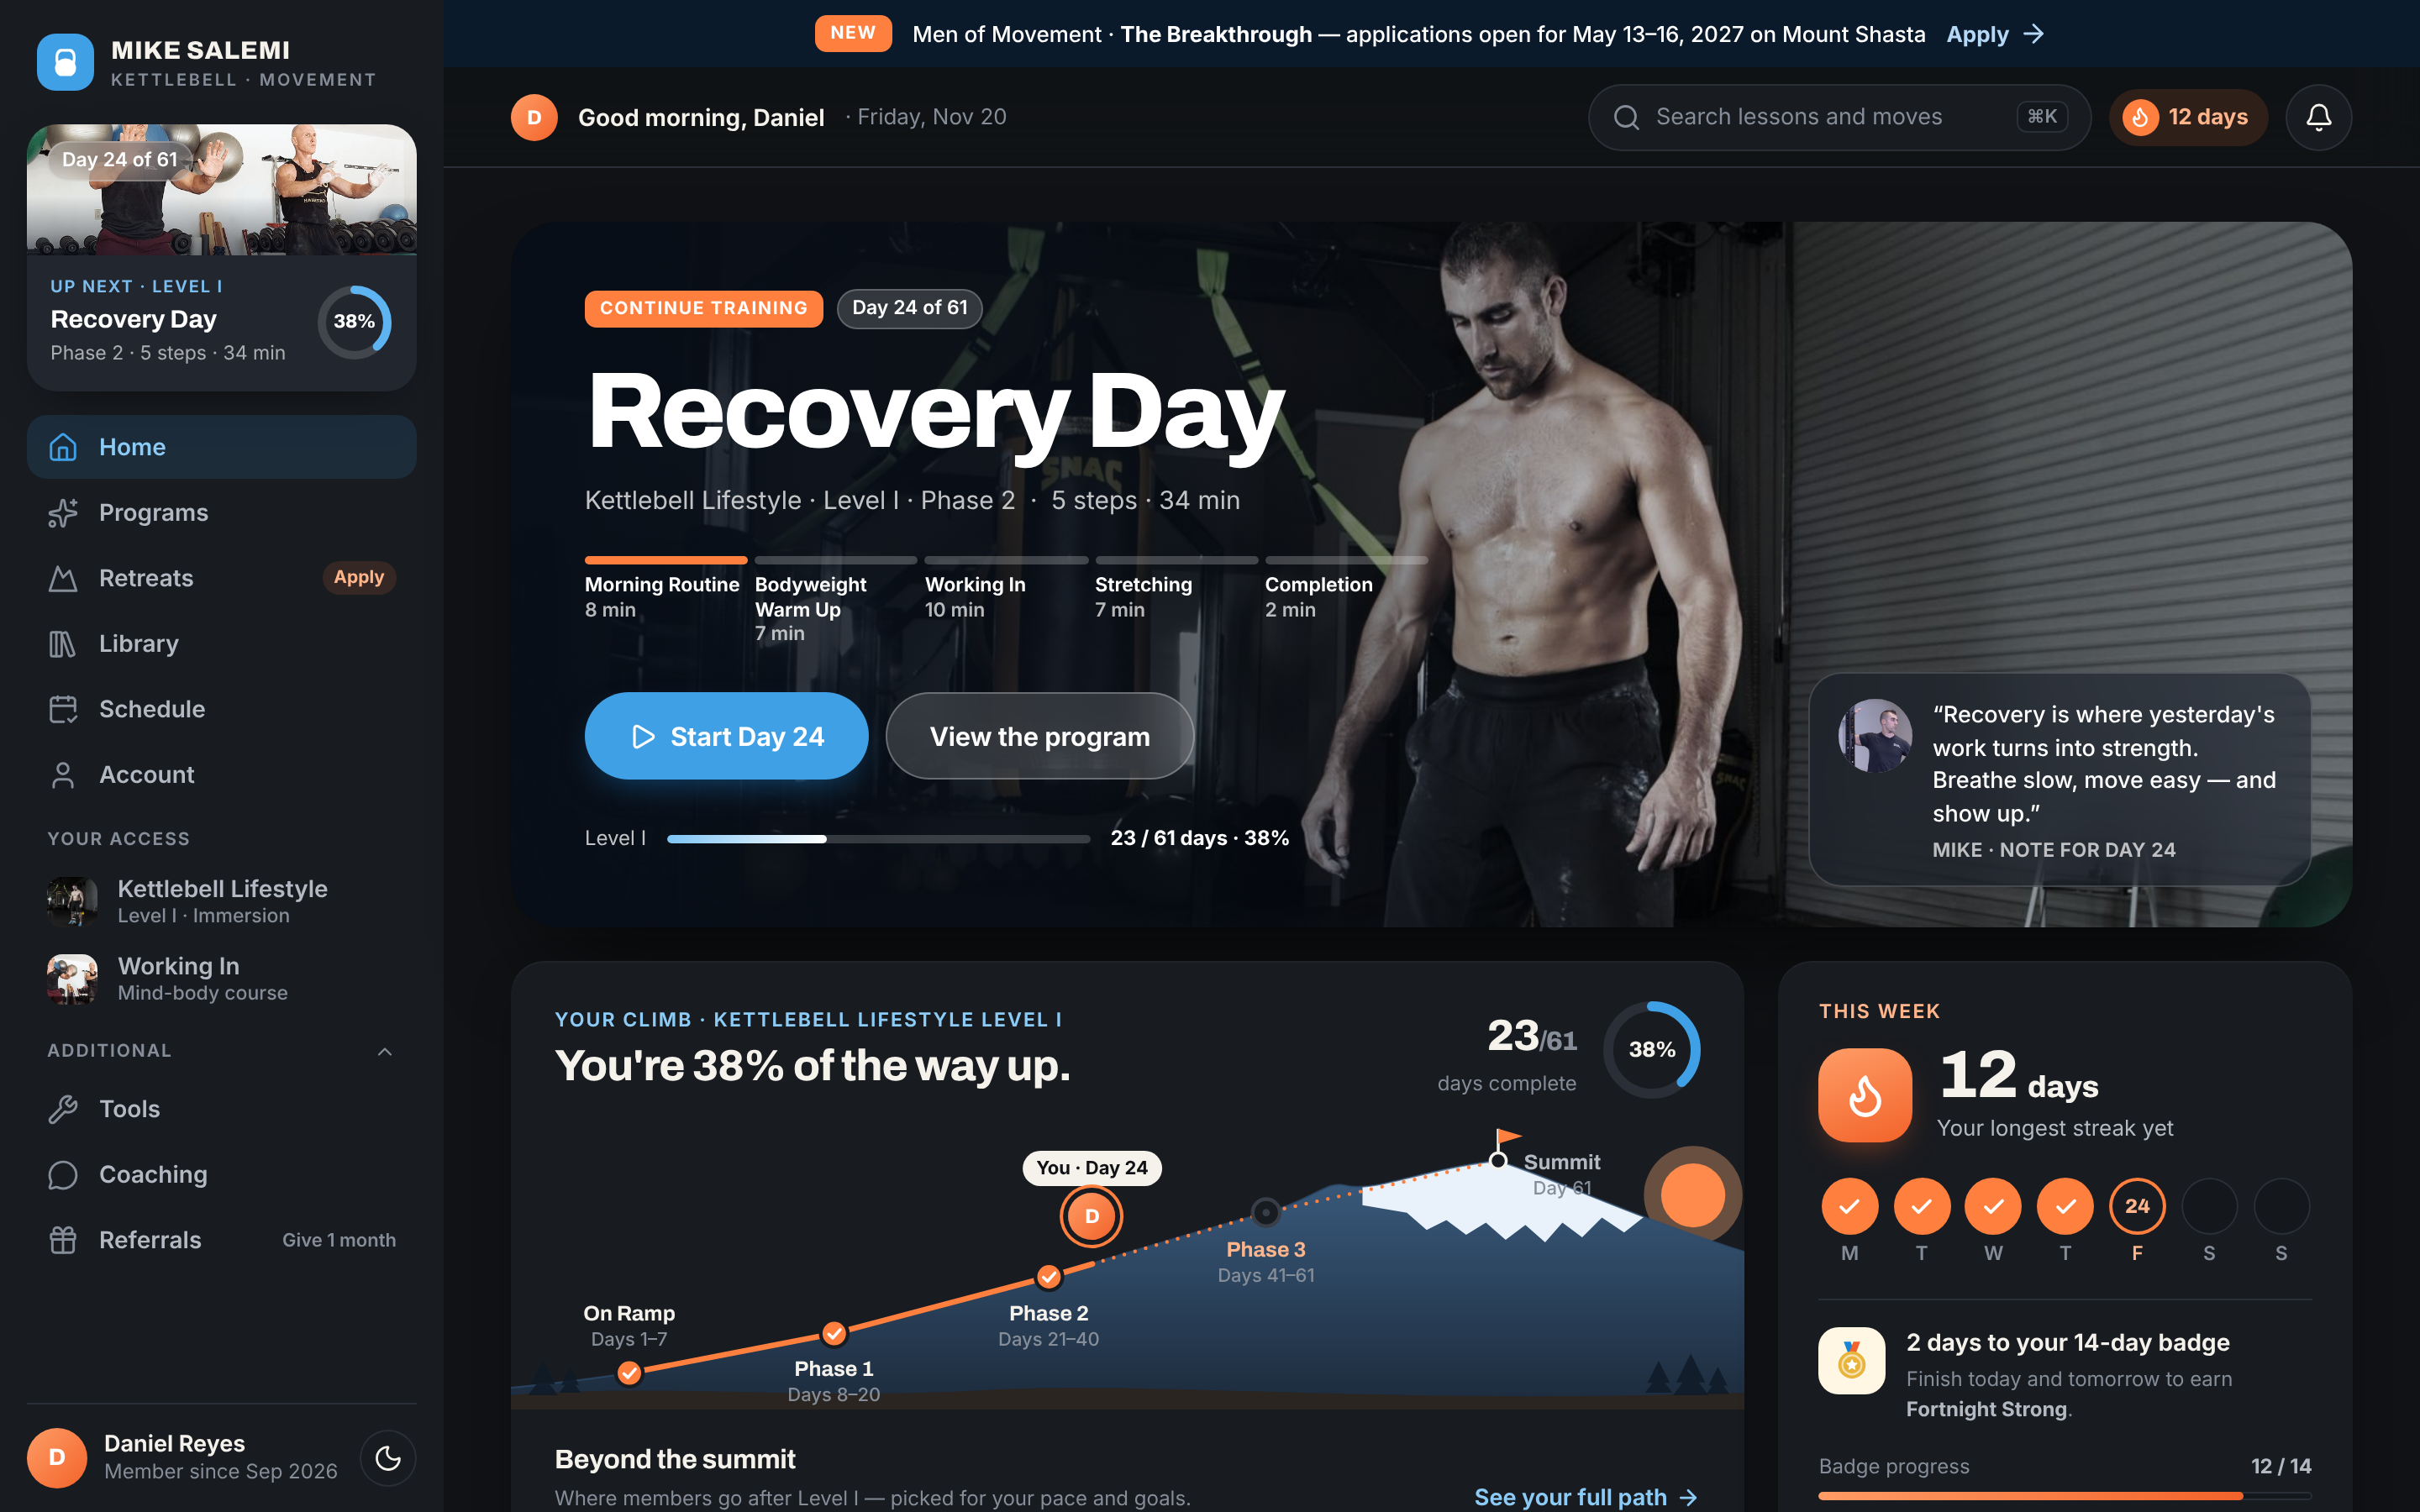 MIKE SALEMI
KETTLEBELL · MOVEMENT
Day 24 of 61
UP NEXT · LEVEL I
Recovery Day
Phase 2 · 5 steps · 34 min
38%
Home
Programs
Retreats
Apply
Library
Schedule
Account
YOUR ACCESS
Kettlebell Lifestyle
Level I · Immersion
Working In
Mind-body course
ADDITIONAL
Tools
Coaching
Referrals
Give 1 month
D
Daniel Reyes
Member since Sep 2026
NEW
Men of Movement · The Breakthrough — applications open for May 13–16, 2027 on Mount Shasta
Apply →
D
Good morning, Daniel
· Friday, Nov 20
Search lessons and moves
⌘K
12 days
CONTINUE TRAINING
Day 24 of 61
Recovery Day
SNAC
Kettlebell Lifestyle · Level I · Phase 2 · 5 steps · 34 min
Morning Routine
8 min
Bodyweight
Warm Up
7 min
Working In
10 min
Stretching
7 min
Completion
2 min
Start Day 24
View the program
Level I
23 / 61 days · 38%
“Recovery is where yesterday's
work turns into strength.
Breathe slow, move easy — and
show up.”
MIKE · NOTE FOR DAY 24
YOUR CLIMB · KETTLEBELL LIFESTYLE LEVEL I
You're 38% of the way up.
23/61
days complete
38%
You · Day 24
D
Summit
Day 61
Phase 3
Days 41–61
Phase 2
Days 21–40
On Ramp
Days 1–7
Phase 1
Days 8–20
Beyond the summit
Where members go after Level I — picked for your pace and goals.
See your full path →
THIS WEEK
12 days
Your longest streak yet
24
M T W T F S S
2 days to your 14-day badge
Finish today and tomorrow to earn
Fortnight Strong.
Badge progress
12 / 14